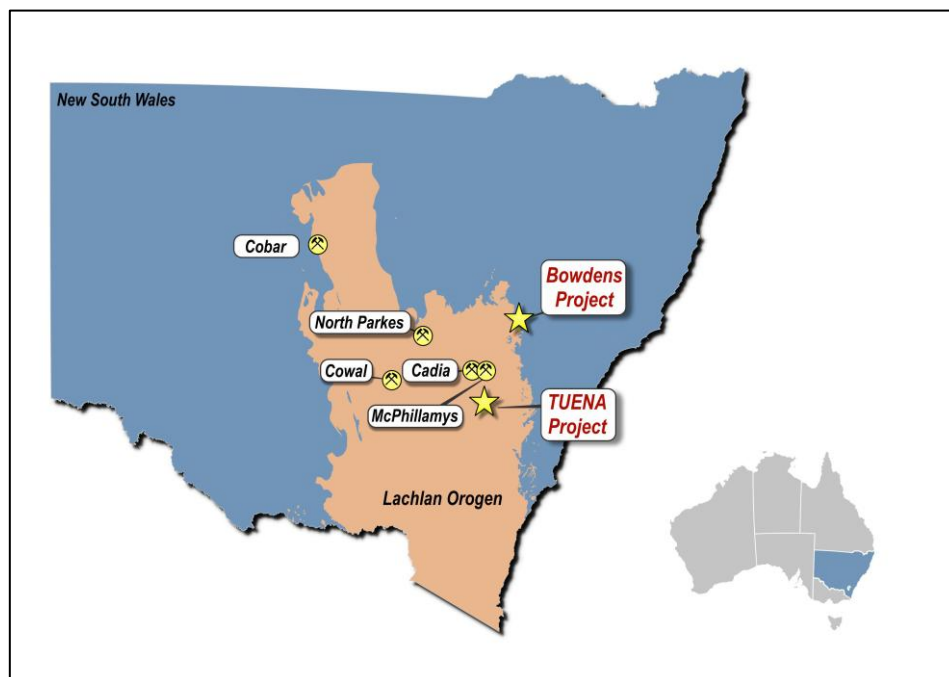 New South Wales
Cobar
Bowdens
Project
North Parkes
Cowal
Cadia
McPhillamys
TUENA
Project
Lachlan Orogen